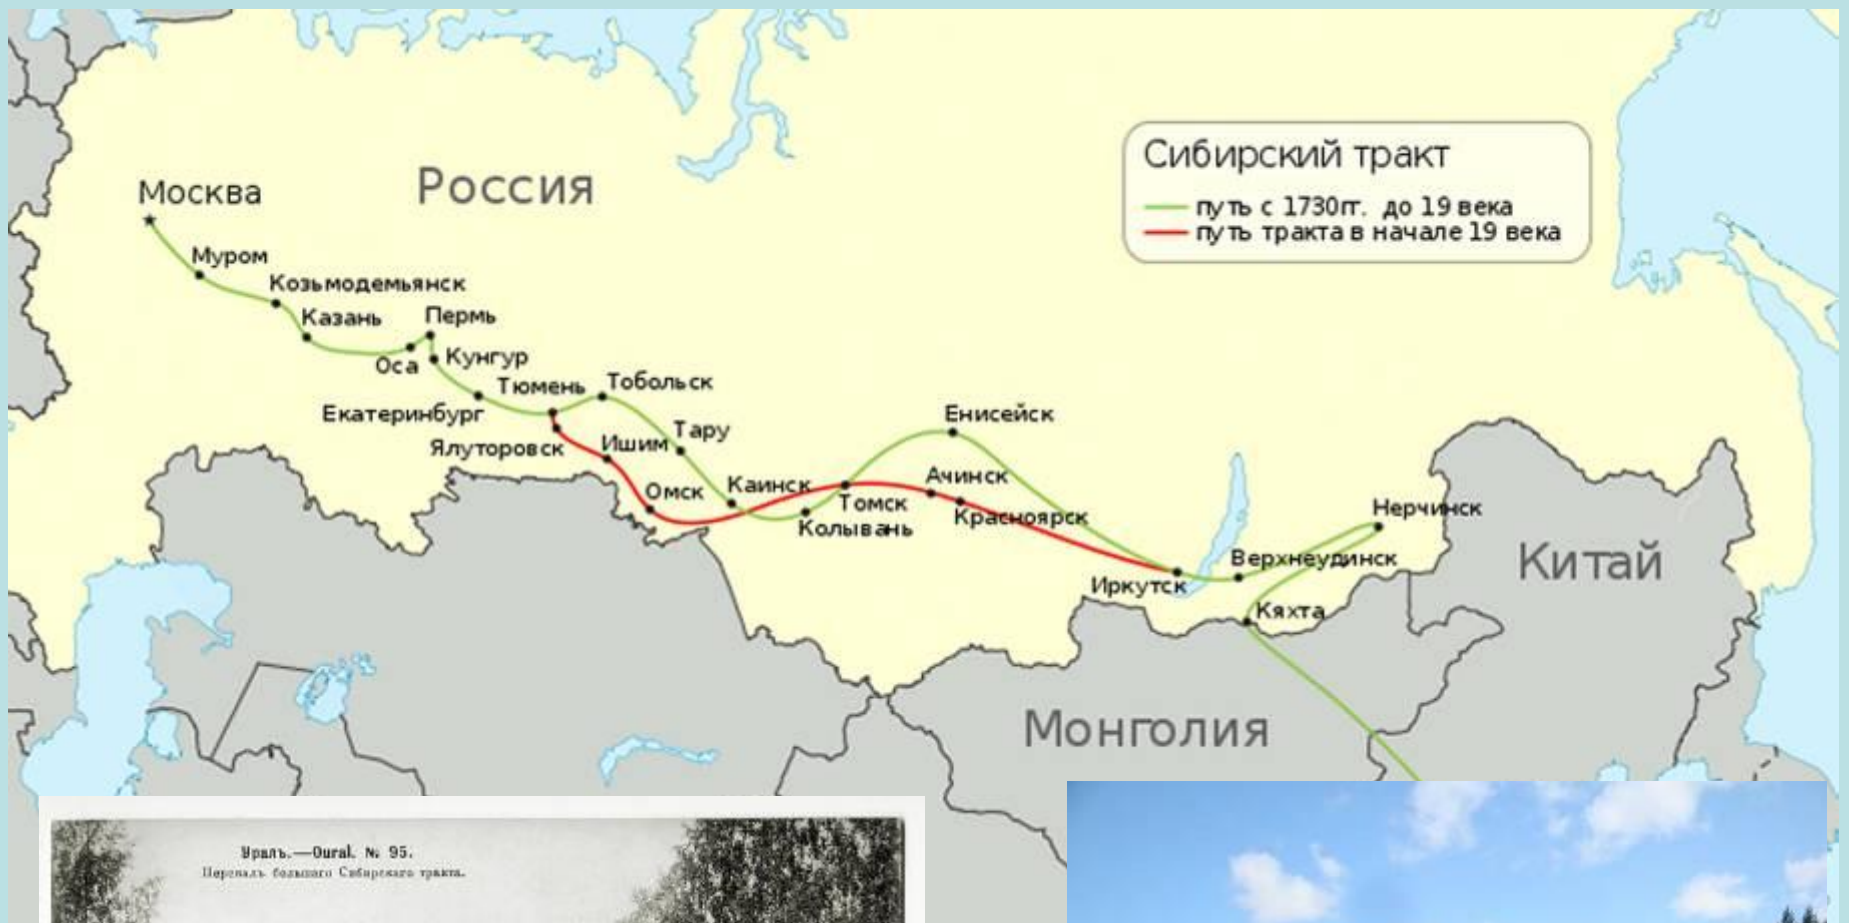 Сибирский тракт
путь с 1730гг. до 19 века
путь тракта в начале 19 века
Москва
Россия
Муром
Козьмодемьянск
Казань
Пермь
Оса
Кунгур
Тюмень
Тобольск
Екатеринбург
Ялуторовск
Ишим
Тару
Енисейск
Омск
Каинск
Ачинск
Томск
Колывань
Красноярск
Нерчинск
Верхнеудинск
Китай
Иркутск
Кяхта
Монголия
Уралъ.—Oural. № 95.
Перевалъ большаго Сибирскаго тракта.